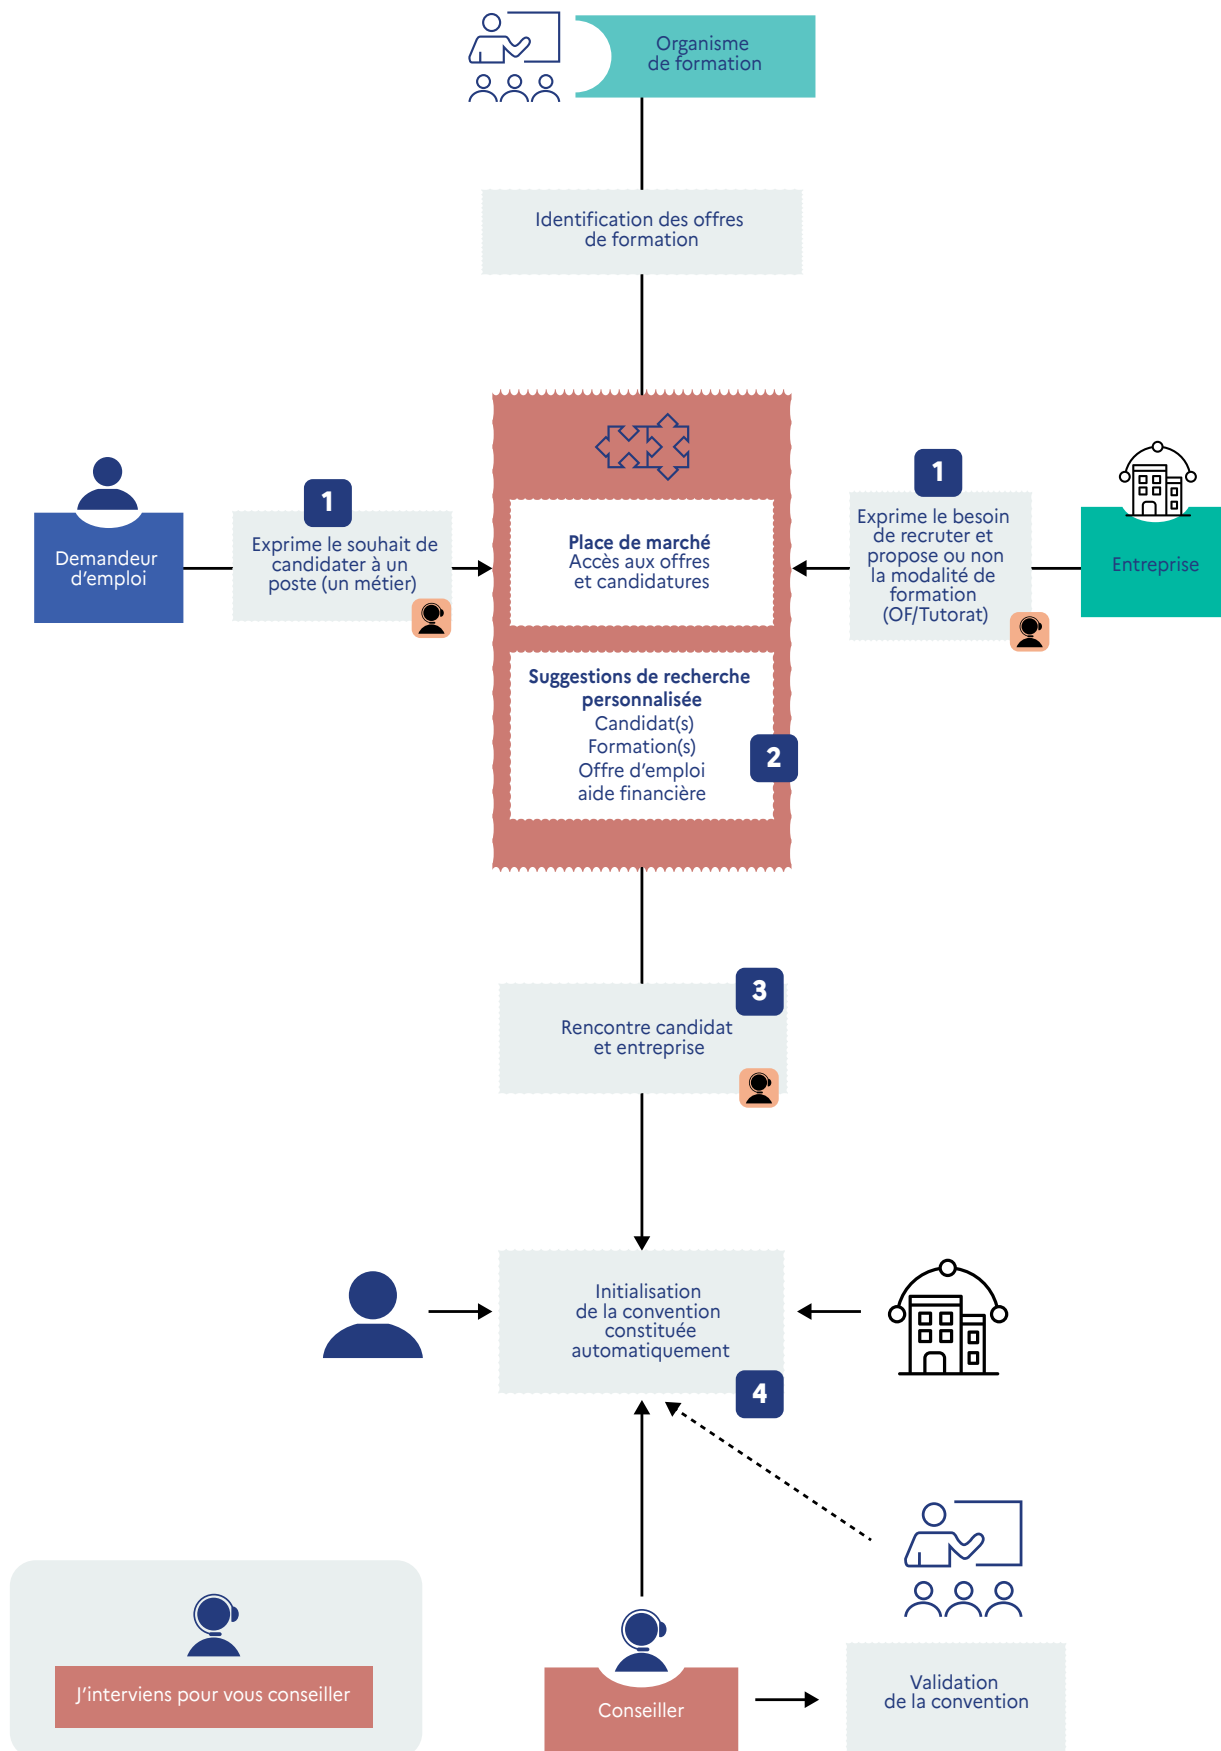 Organisme
de formation
Identification des offres
de formation
1
Exprime le souhait de
candidater à un
poste (un métier)
Demandeur
d'emploi
Place de marché
Accès aux offres
et candidatures
1
Exprime le besoin
de recruter et
propose ou non
la modalité de
formation
(OF/Tutorat)
Entreprise
Suggestions de recherche
personnalisée
Candidat(s)
Formation(s)
Offre d'emploi
aide financière
2
3
Rencontre candidat
et entreprise
Initialisation
de la convention
constituée
automatiquement
4
J'interviens pour vous conseiller
Conseiller
Validation
de la convention